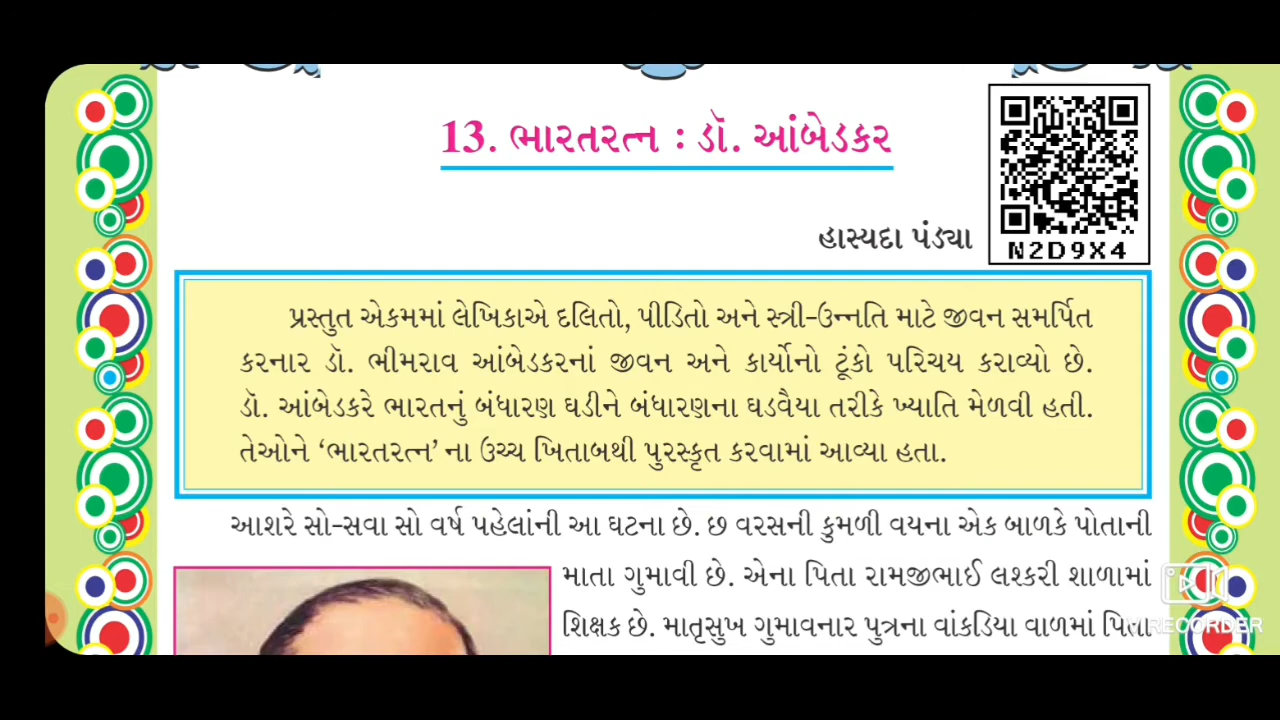 13. ભારતરત્ન : ડૉ. આંબેડકર
હાસ્યદા પંડ્યા
N2D9X4
પ્રસ્તુત એકમમાં લેખિકાએ દલિતો, પીડિતો અને સ્ત્રી-ઉન્નતિ માટે જીવન સમર્પિત
કરનાર ડૉ. ભીમરાવ આંબેડકરનાં જીવન અને કાર્યોનો ટૂંકો પરિચય કરાવ્યો છે.
ડૉ. આંબેડકરે ભારતનું બંધારણ ઘડીને બંધારણના ઘડવૈયા તરીકે ખ્યાતિ મેળવી હતી.
તેઓને ‘ભારતરત્ન’ ના ઉચ્ચ ખિતાબથી પુરસ્કૃત કરવામાં આવ્યા હતા.
આશરે સો-સવા સો વર્ષ પહેલાંની આ ઘટના છે. છ વરસની કુમળી વયના એક બાળકે પોતાની
માતા ગુમાવી છે. એના પિતા રામજીભાઈ લશ્કરી શાળામાં
શિક્ષક છે. માતૃસુખ ગુમાવનાર પુત્રના વાંકડિયા વાળમાં પિતા
RECORDER